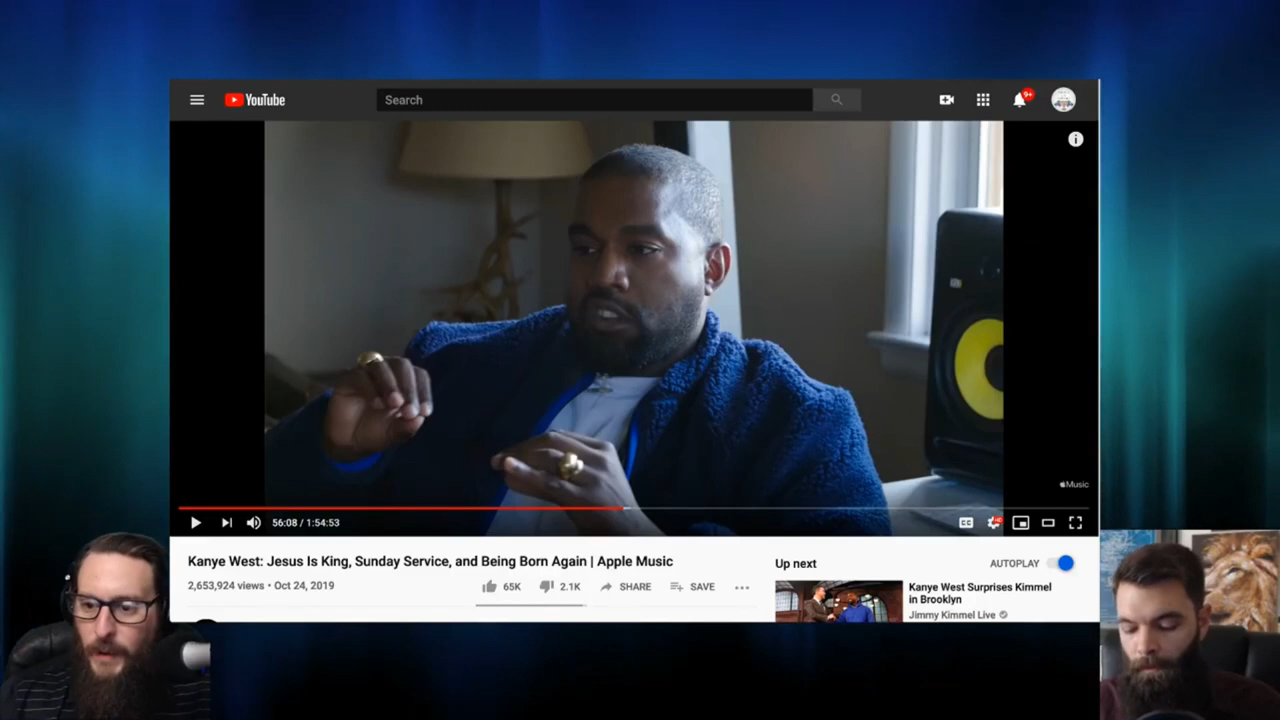 YouTube
Search
9+
i
Music
56:08 / 1:54:53
CC
Kanye West: Jesus Is King, Sunday Service, and Being Born Again | Apple Music
2,653,924 views • Oct 24, 2019
65K
2.1K
SHARE
SAVE
Up next
AUTOPLAY
Kanye West Surprises Kimmel
in Brooklyn
Jimmy Kimmel Live